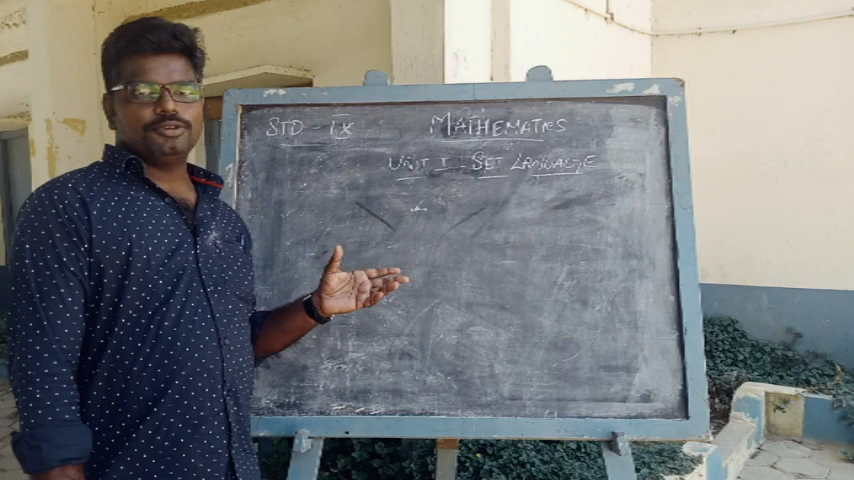 STD - IX
MATHEMATICS
UNIT I SET LANGUAGE